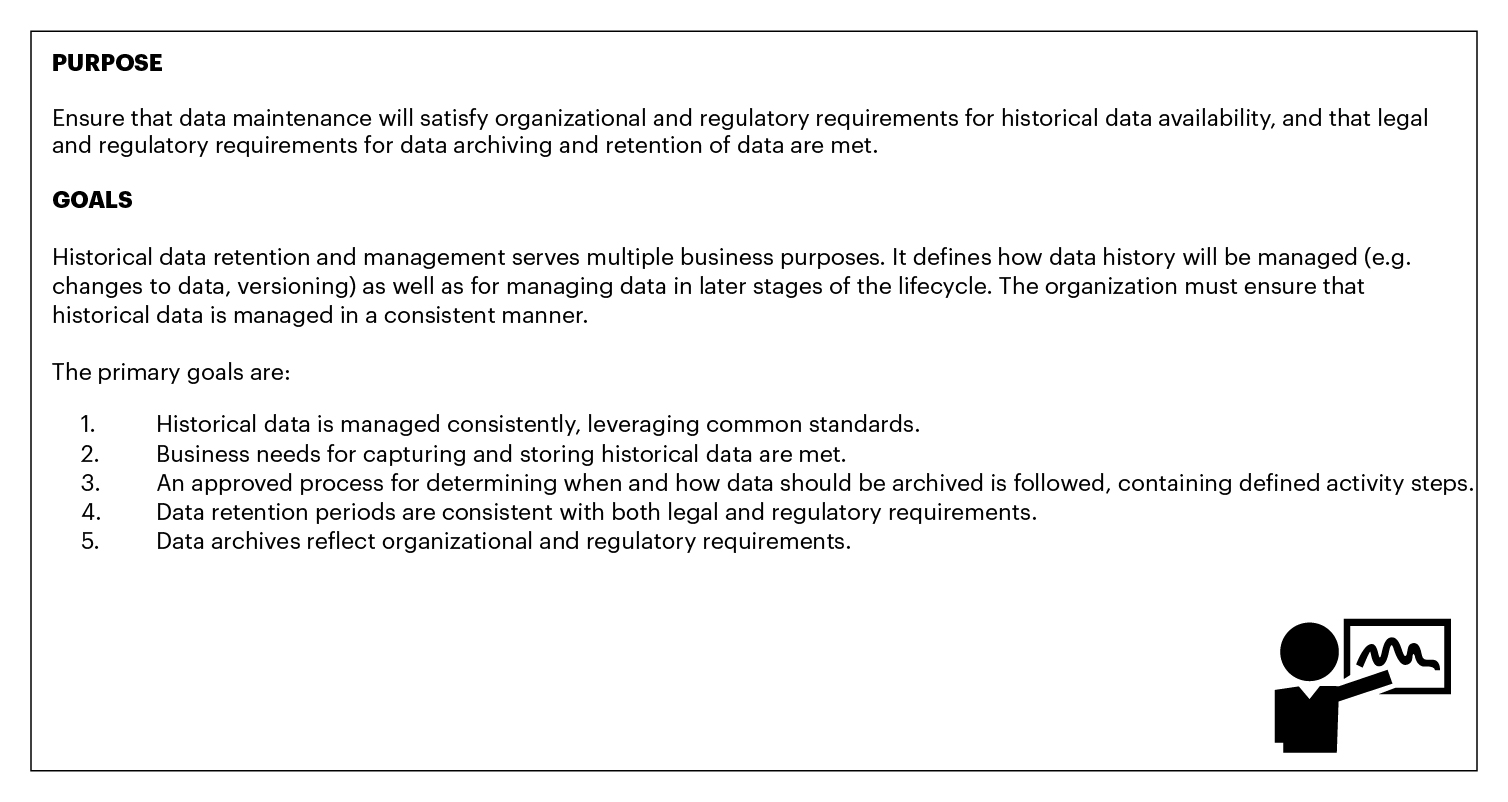 PURPOSE
Ensure that data maintenance will satisfy organizational and regulatory requirements for historical data availability, and that legal
and regulatory requirements for data archiving and retention of data are met.
GOALS
Historical data retention and management serves multiple business purposes. It defines how data history will be managed (e.g.
changes to data, versioning) as well as for managing data in later stages of the lifecycle. The organization must ensure that
historical data is managed in a consistent manner.
The primary goals are:
1. Historical data is managed consistently, leveraging common standards.
2. Business needs for capturing and storing historical data are met.
3. An approved process for determining when and how data should be archived is followed, containing defined activity steps.
4. Data retention periods are consistent with both legal and regulatory requirements.
5. Data archives reflect organizational and regulatory requirements.